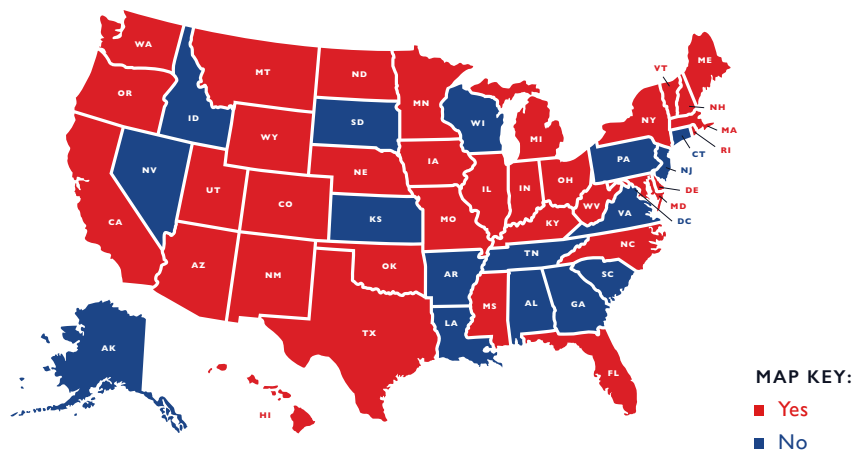 WA
MT
ND
MN
OR
ID
SD
WI
WY
MI
NY
VT
ME
NH
MA
RI
CT
NJ
PA
NV
UT
CO
NE
IA
IL
IN
OH
WV
VA
DE
MD
DC
CA
KS
MO
KY
NC
AZ
NM
OK
AR
TN
SC
TX
LA
MS
AL
GA
FL
AK
HI
MAP KEY:
Yes
No